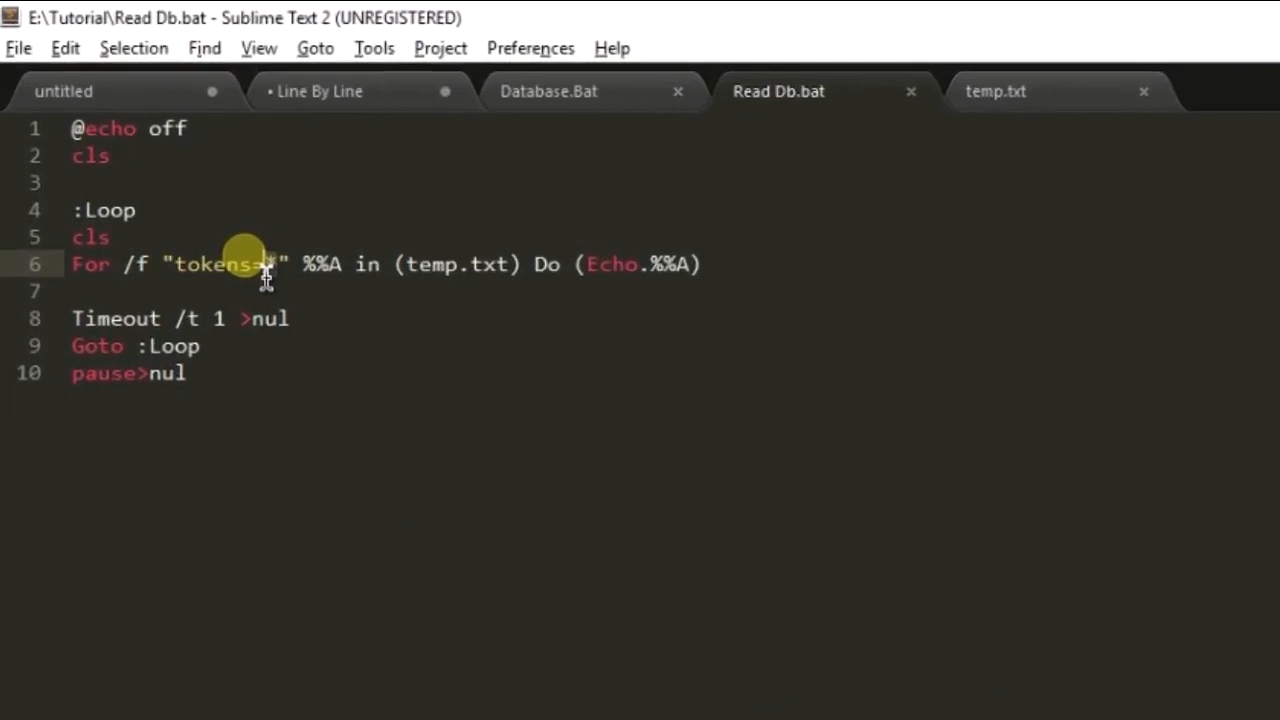 E:\Tutorial\Read Db.bat - Sublime Text 2 (UNREGISTERED)
File Edit Selection Find View Goto Tools Project Preferences Help
untitled • Line By Line Database.Bat × Read Db.bat × temp.txt ×
1 @echo off
2 cls
3
4 :Loop
5 cls
6 For /f "tokens=*" %%A in (temp.txt) Do (Echo.%%A)
7
8 Timeout /t 1 >nul
9 Goto :Loop
10 pause>nul